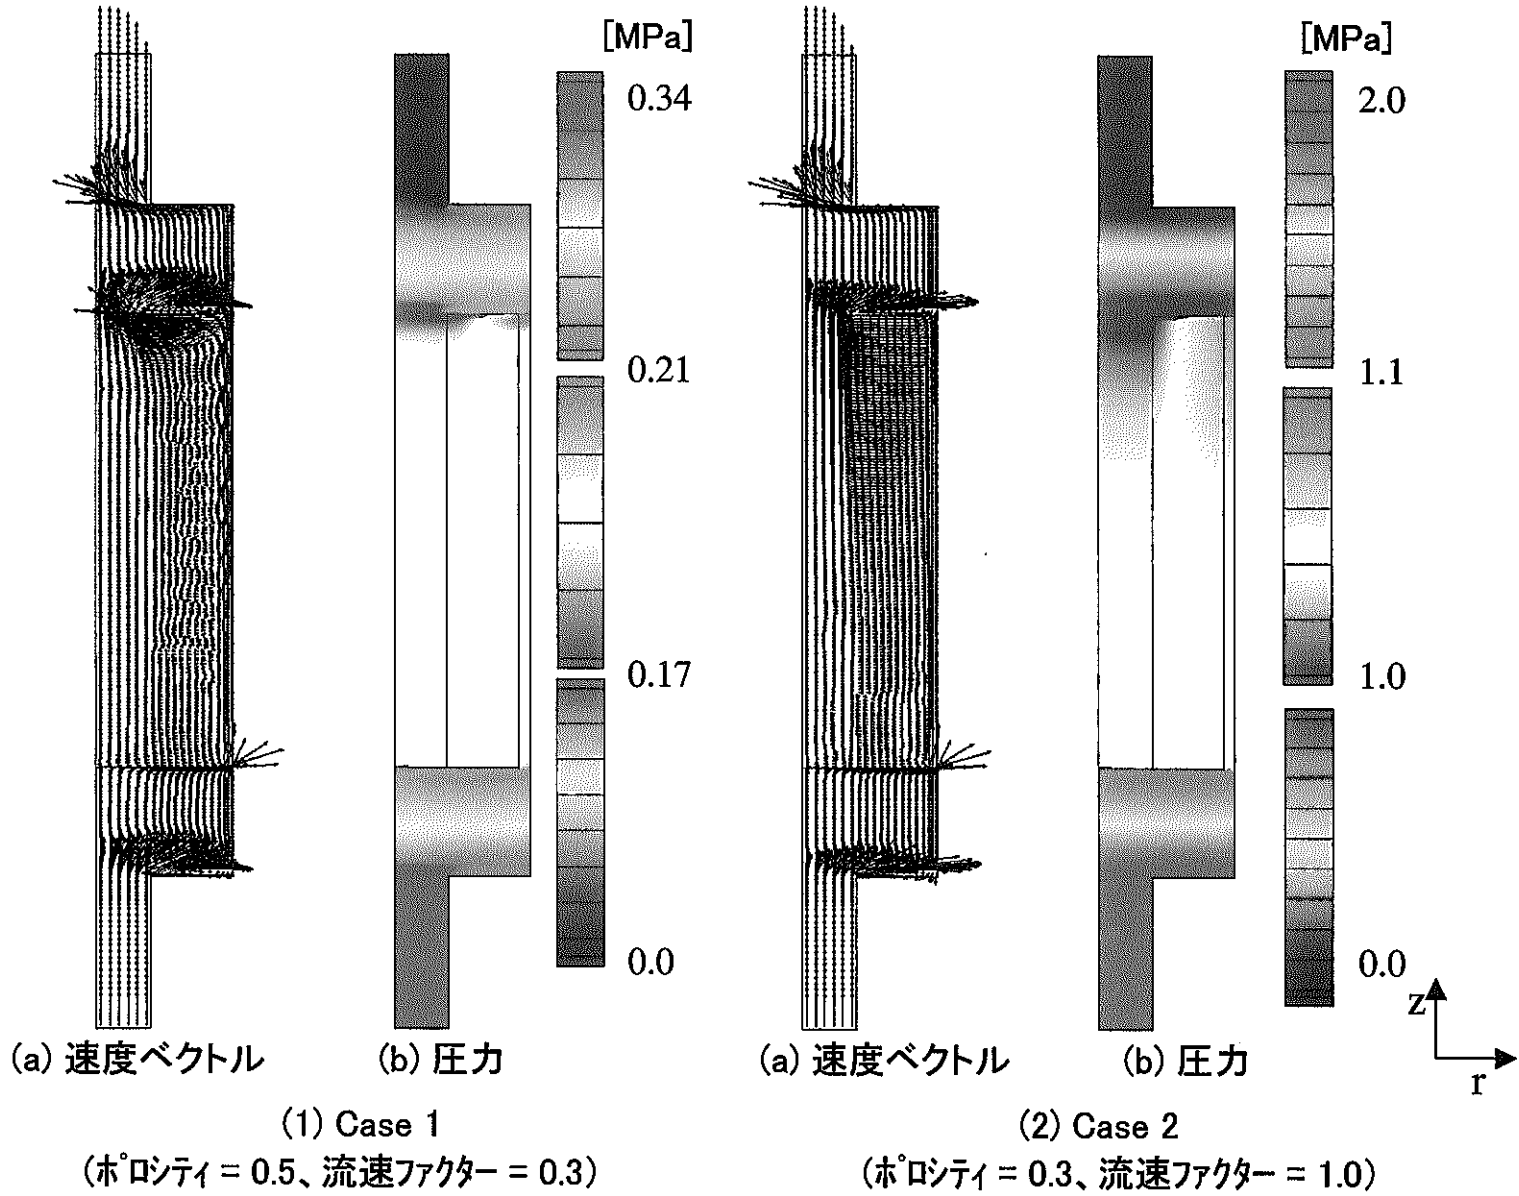 [MPa]
0.34
0.21
0.17
0.0
(a) 速度ベクトル
(b) 圧力
(1) Case 1
(ポロシティ = 0.5、流速ファクター = 0.3)
[MPa]
2.0
1.1
1.0
0.0
z
r
(a) 速度ベクトル
(b) 圧力
(2) Case 2
(ポロシティ = 0.3、流速ファクター = 1.0)